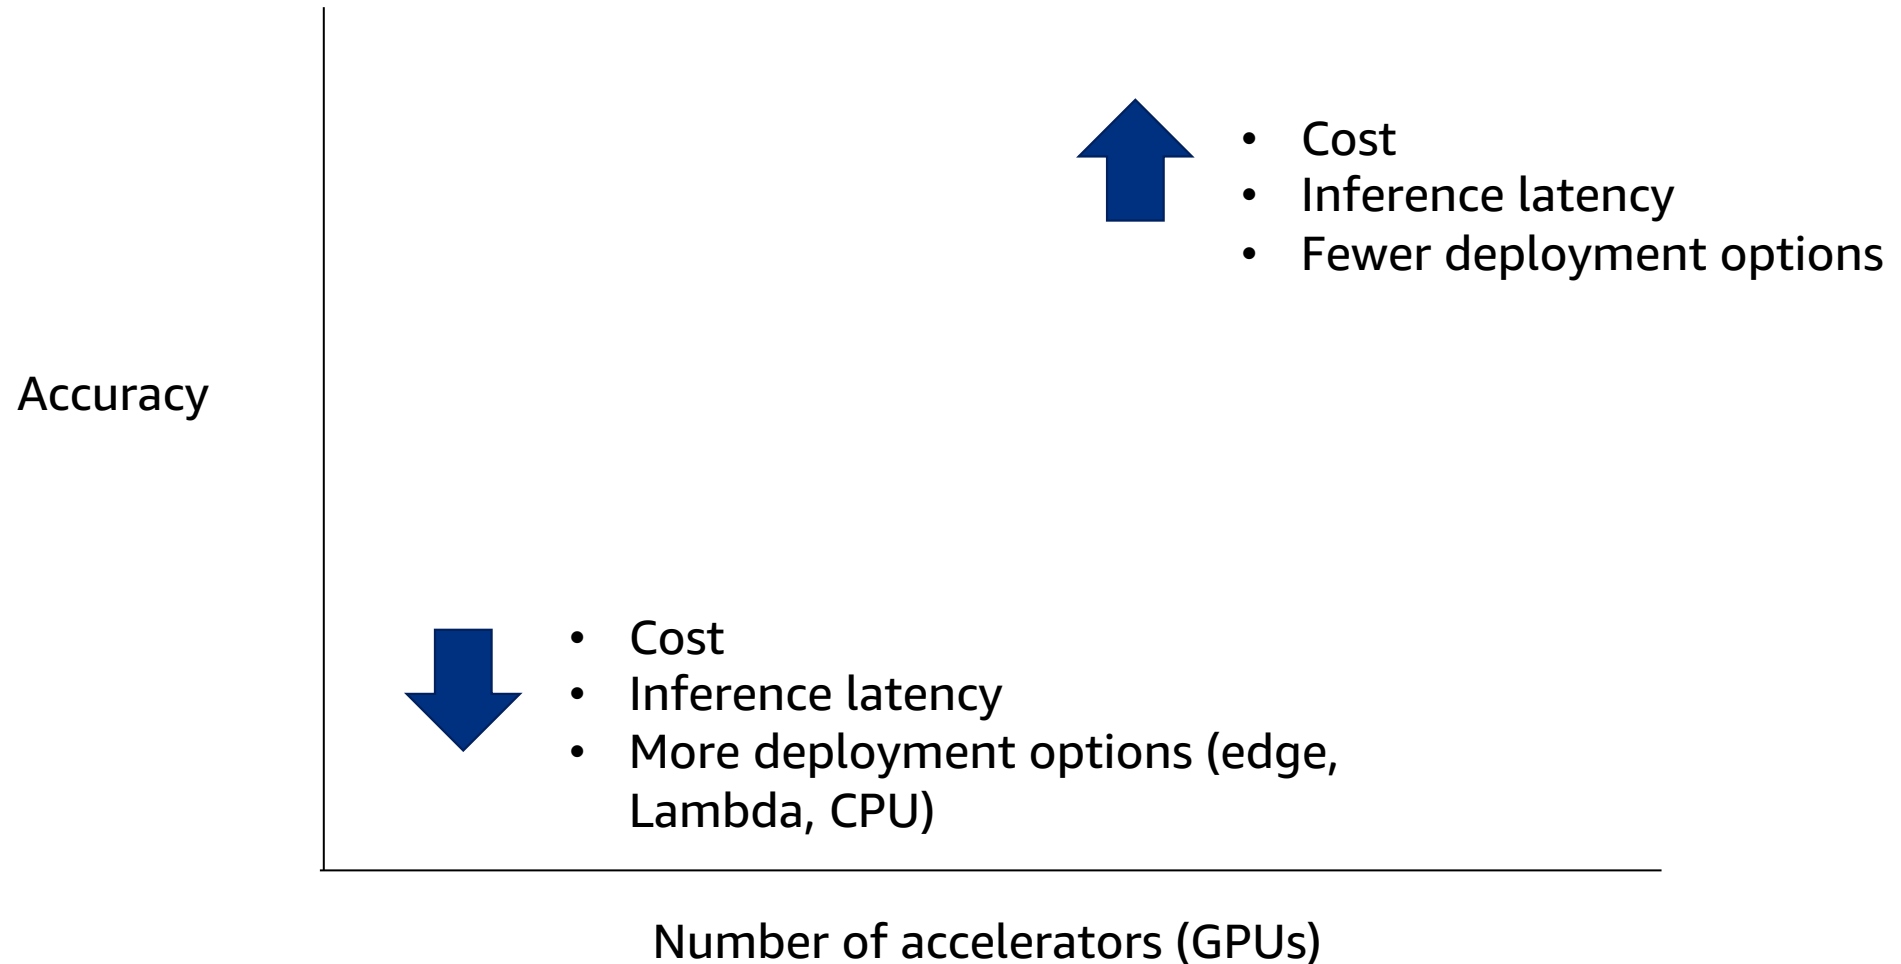 • Cost
• Inference latency
• Fewer deployment options
Accuracy
• Cost
• Inference latency
• More deployment options (edge,
Lambda, CPU)
Number of accelerators (GPUs)